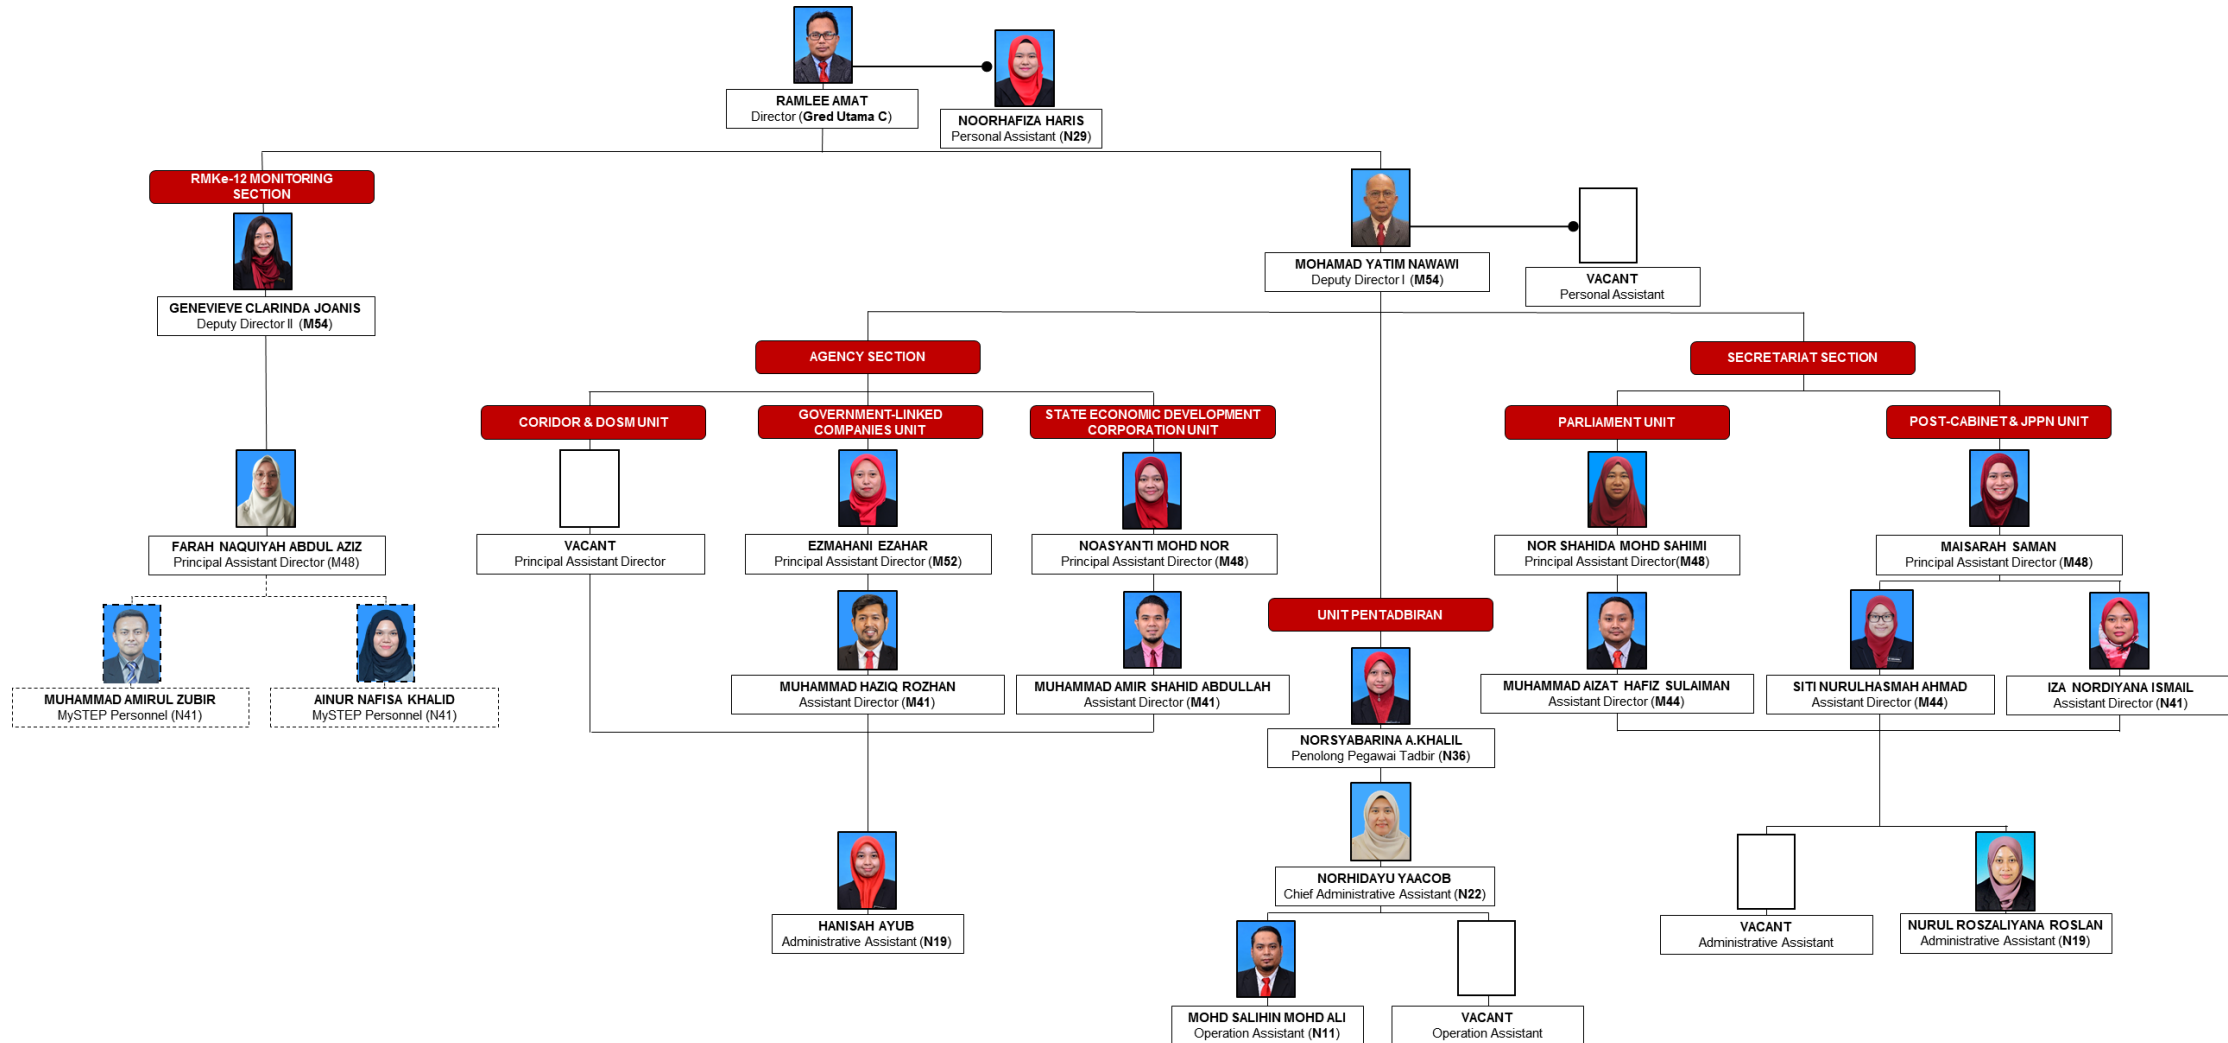 RAMLEE AMAT
Director (Gred Utama C)
NOORHAFIZA HARIS
Personal Assistant (N29)
RMKe-12 MONITORING
SECTION
GENEVIEVE CLARINDA JOANIS
Deputy Director II (M54)
MOHAMAD YATIM NAWAWI
Deputy Director I (M54)
VACANT
Personal Assistant
AGENCY SECTION
SECRETARIAT SECTION
CORIDOR & DOSM UNIT
GOVERNMENT-LINKED
COMPANIES UNIT
STATE ECONOMIC DEVELOPMENT
CORPORATION UNIT
PARLIAMENT UNIT
POST-CABINET & JPPN UNIT
FARAH NAQUIYAH ABDUL AZIZ
Principal Assistant Director (M48)
VACANT
Principal Assistant Director
EZMAHANI EZAHAR
Principal Assistant Director (M52)
NOASYANTI MOHD NOR
Principal Assistant Director (M48)
NOR SHAHIDA MOHD SAHIMI
Principal Assistant Director(M48)
MAISARAH SAMAN
Principal Assistant Director (M48)
UNIT PENTADBIRAN
MUHAMMAD AMIRUL ZUBIR
MySTEP Personnel (N41)
AINUR NAFISA KHALID
MySTEP Personnel (N41)
MUHAMMAD HAZIQ ROZHAN
Assistant Director (M41)
MUHAMMAD AMIR SHAHID ABDULLAH
Assistant Director (M41)
MUHAMMAD AIZAT HAFIZ SULAIMAN
Assistant Director (M44)
SITI NURULHASMAH AHMAD
Assistant Director (M44)
IZA NORDIYANA ISMAIL
Assistant Director (N41)
NORSYABARINA A.KHALIL
Penolong Pegawai Tadbir (N36)
NORHIDAYU YAACOB
Chief Administrative Assistant (N22)
HANISAH AYUB
Administrative Assistant (N19)
VACANT
Administrative Assistant
NURUL ROSZALIYANA ROSLAN
Administrative Assistant (N19)
MOHD SALIHIN MOHD ALI
Operation Assistant (N11)
VACANT
Operation Assistant